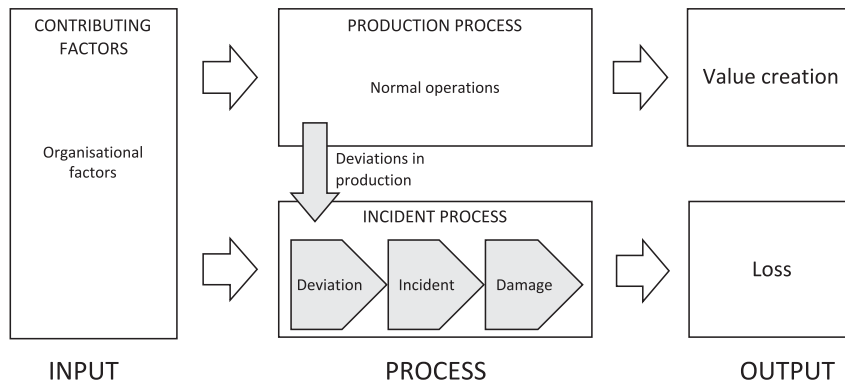 CONTRIBUTING
FACTORS
Organisational
factors
PRODUCTION PROCESS
Normal operations
Value creation
Deviations in
production
INCIDENT PROCESS
Deviation
Incident
Damage
Loss
INPUT
PROCESS
OUTPUT